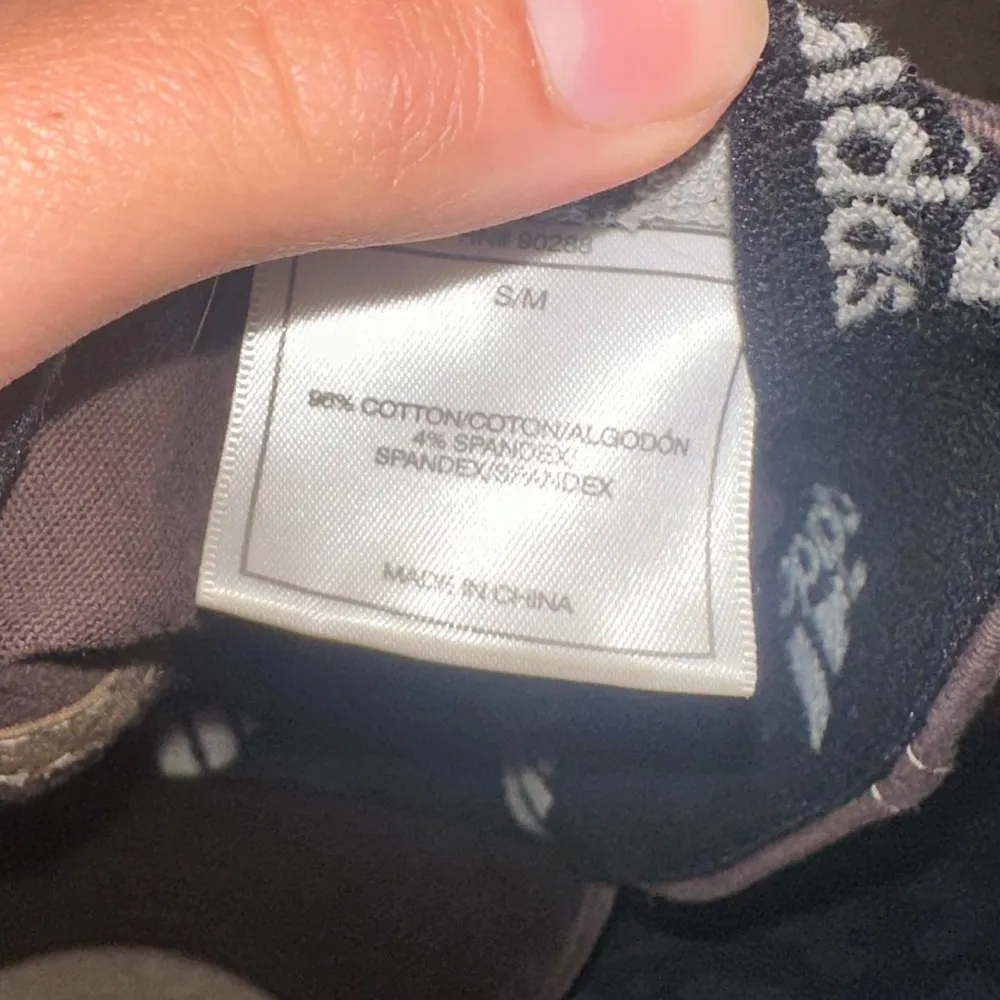 RN# 90288
S/M
96% COTTON/COTON/ALGODÓN
4% SPANDEX/
SPANDEX/SPANDEX
MADE IN CHINA